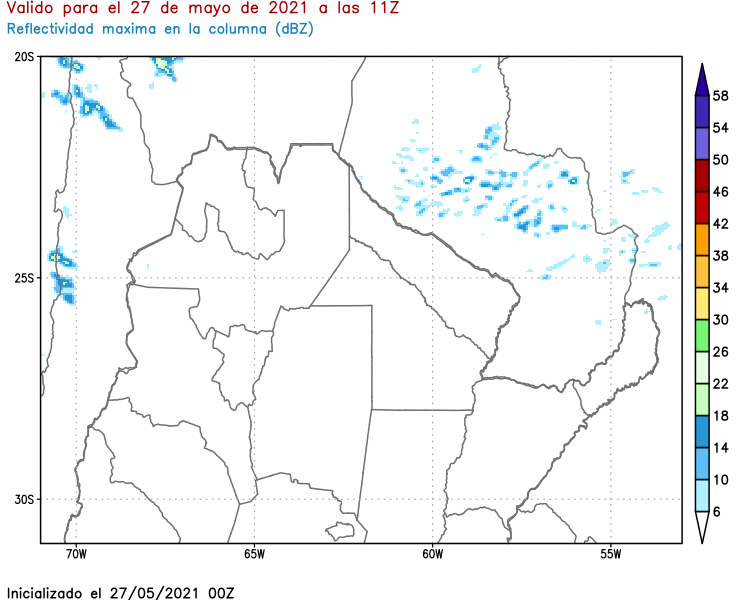 Valido para el 27 de mayo de 2021 a las 11Z
Reflectividad maxima en la columna (dBZ)
20S
25S
30S
70W
65W
60W
55W
58
54
50
46
42
38
34
30
26
22
18
14
10
6
Inicializado el 27/05/2021 00Z